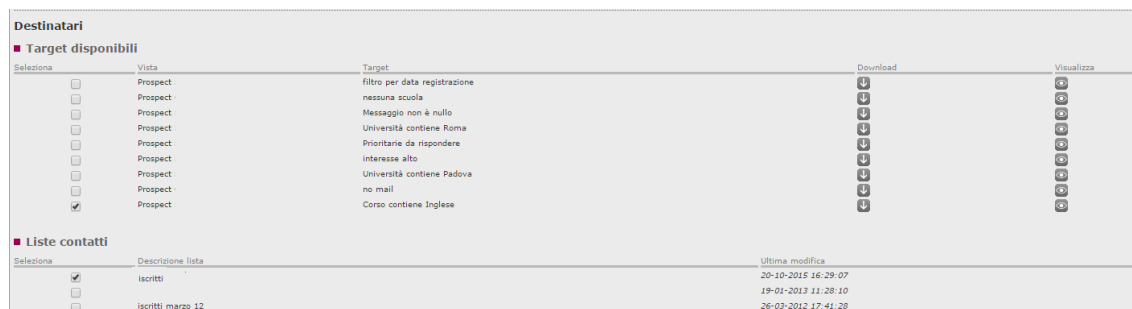 Destinatari
Target disponibili
Seleziona Vista Target Download Visualizza
Prospect filtro per data registrazione
Prospect nessuna scuola
Prospect Messaggio non è nullo
Prospect Università contiene Roma
Prospect Prioritarie da rispondere
Prospect interesse alto
Prospect Università contiene Padova
Prospect no mail
Prospect Corso contiene Inglese
Liste contatti
Seleziona Descrizione lista Ultima modifica
iscritti 20-10-2015 16:29:07
19-01-2013 11:28:10
iscritti marzo 12 26-03-2012 17:41:28